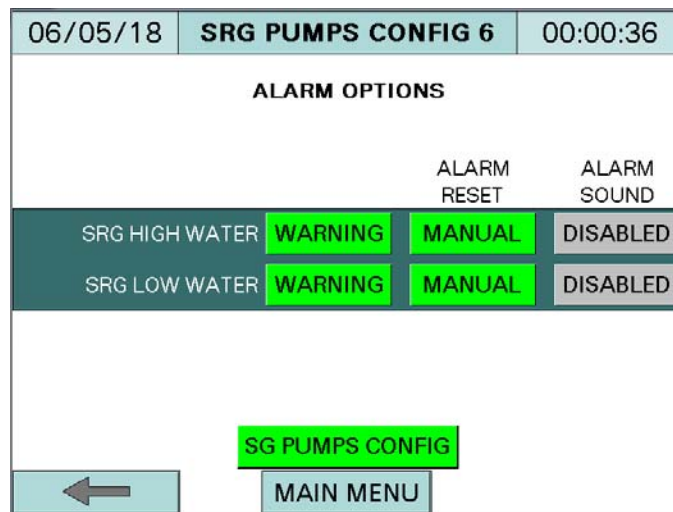 06/05/18 SRG PUMPS CONFIG 6 00:00:36
ALARM OPTIONS
ALARM RESET ALARM SOUND
SRG HIGH WATER WARNING MANUAL DISABLED
SRG LOW WATER WARNING MANUAL DISABLED
SG PUMPS CONFIG
MAIN MENU